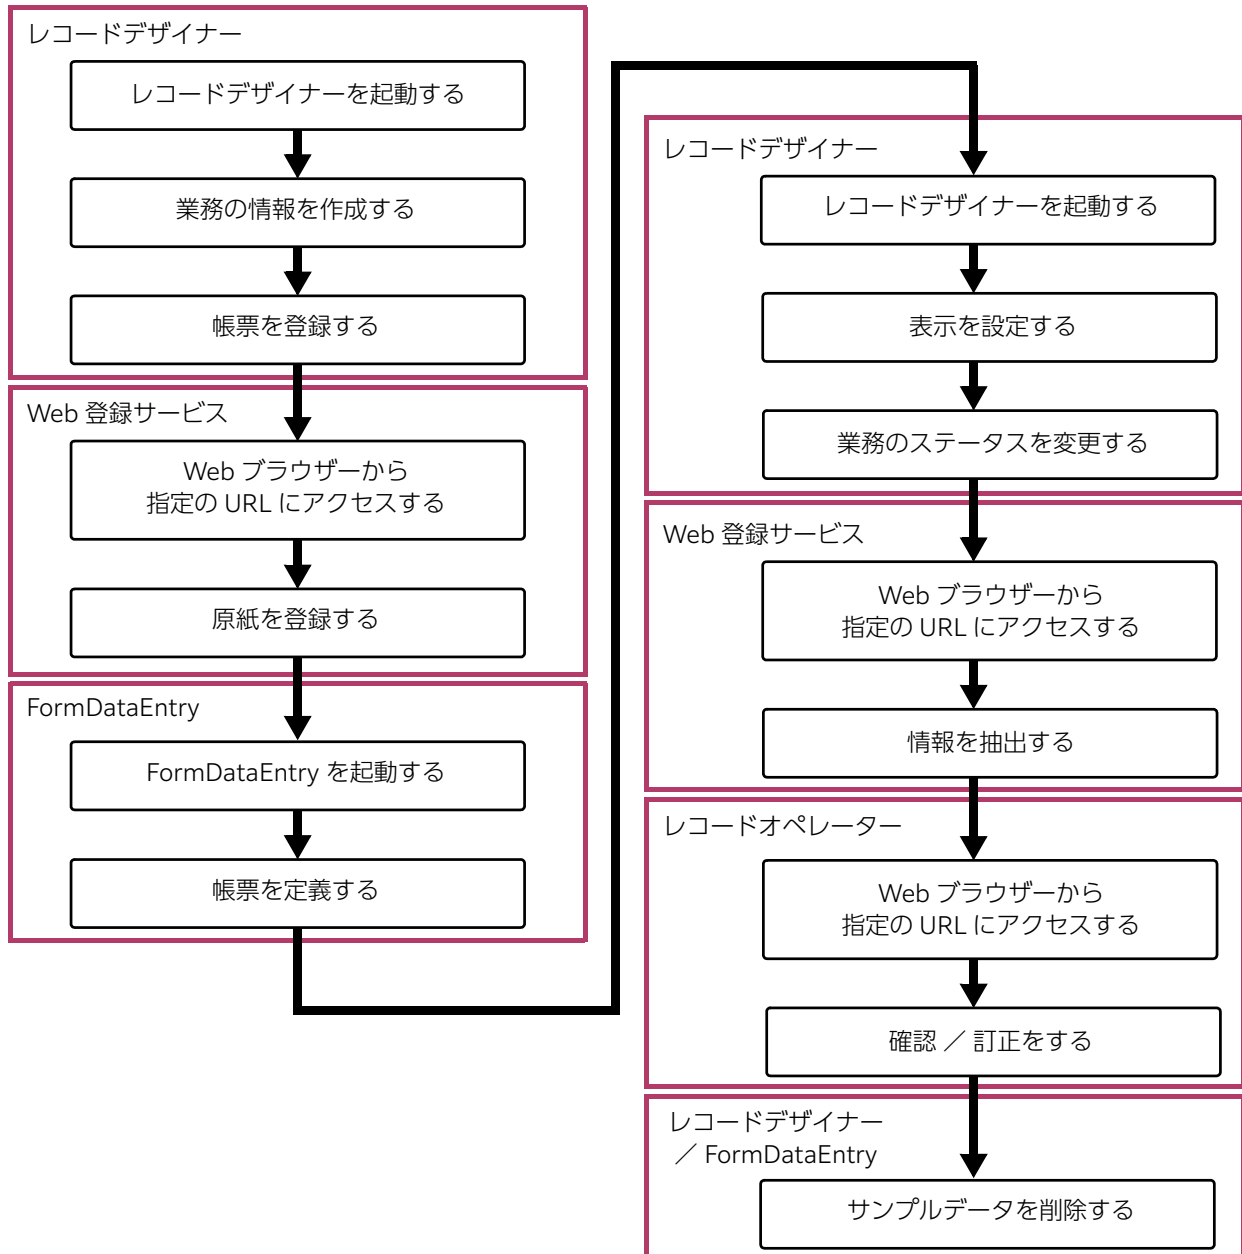 レコードデザイナー
レコードデザイナーを起動する
業務の情報を作成する
帳票を登録する
Web 登録サービス
Web ブラウザーから
指定の URL にアクセスする
原紙を登録する
FormDataEntry
FormDataEntry を起動する
帳票を定義する
レコードデザイナー
レコードデザイナーを起動する
表示を設定する
業務のステータスを変更する
Web 登録サービス
Web ブラウザーから
指定の URL にアクセスする
情報を抽出する
レコードオペレーター
Web ブラウザーから
指定の URL にアクセスする
確認 ／ 訂正をする
レコードデザイナー
／ FormDataEntry
サンプルデータを削除する